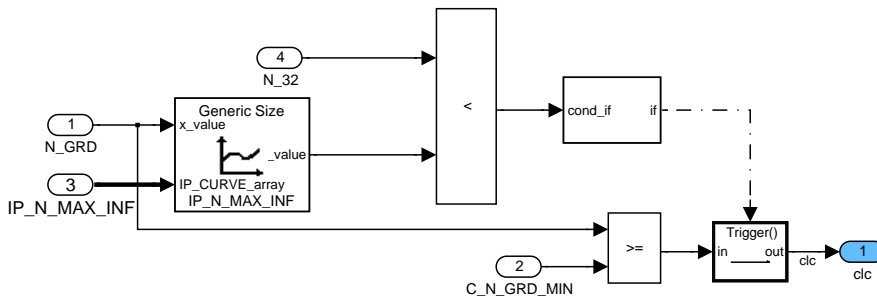 4
N_32
<
Generic Size
1
x_value
N_GRD
_value
3
IP_CURVE_array
IP_N_MAX_INF
IP_N_MAX_INF
cond_if
if
Trigger()
in
out
>=
2
C_N_GRD_MIN
clc
1
clc